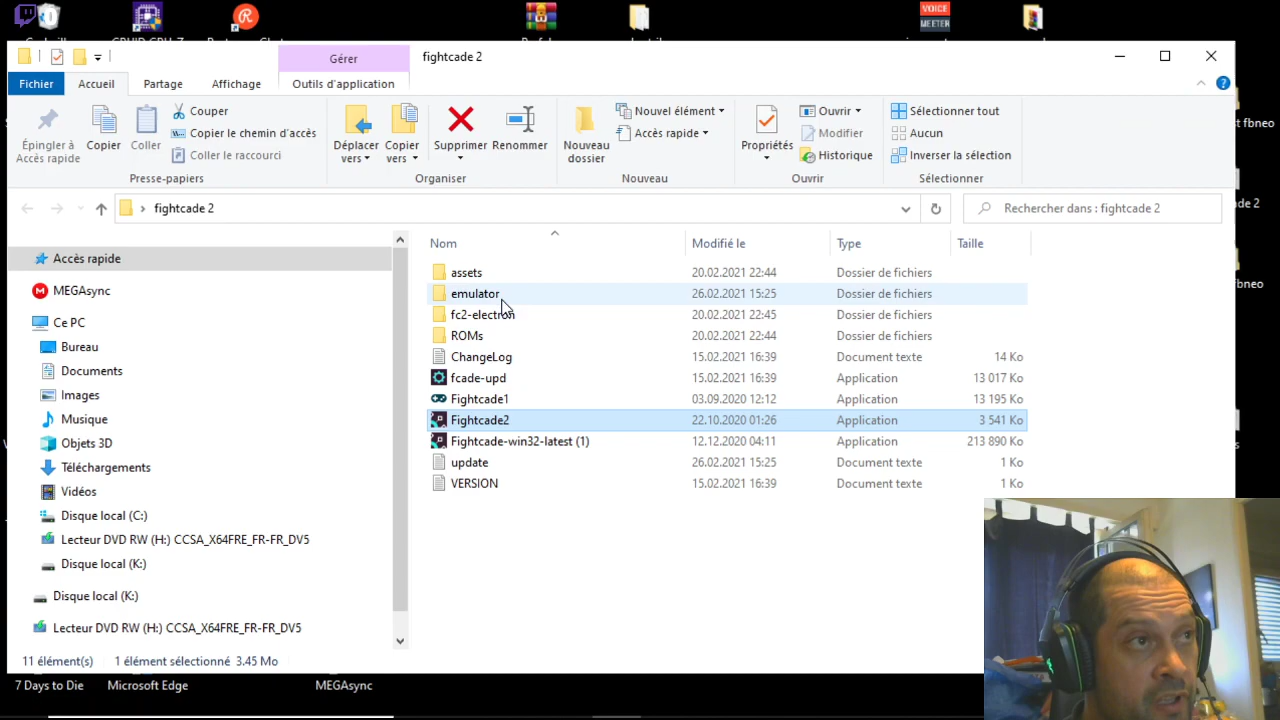 VOICE
MEETER
fightcade 2
Gérer
Fichier
Accueil
Partage
Affichage
Outils d'application
Épingler à
Accès rapide
Copier
Coller
Couper
Copier le chemin d'accès
Coller le raccourci
Presse-papiers
Déplacer
vers
Copier
vers
Supprimer
Renommer
Organiser
Nouveau
dossier
Nouvel élément
Accès rapide
Nouveau
Propriétés
Ouvrir
Modifier
Historique
Ouvrir
Sélectionner tout
Aucun
Inverser la sélection
Sélectionner
fightcade 2
Rechercher dans : fightcade 2
Accès rapide
MEGAsync
Ce PC
Bureau
Documents
Images
Musique
Objets 3D
Téléchargements
Vidéos
Disque local (C:)
Lecteur DVD RW (H:) CCSA_X64FRE_FR-FR_DV5
Disque local (K:)
Disque local (K:)
Lecteur DVD RW (H:) CCSA_X64FRE_FR-FR_DV5
Nom Modifié le Type Taille
assets 20.02.2021 22:44 Dossier de fichiers
emulator 26.02.2021 15:25 Dossier de fichiers
fc2-electron 20.02.2021 22:45 Dossier de fichiers
ROMs 20.02.2021 22:44 Dossier de fichiers
ChangeLog 15.02.2021 16:39 Document texte 14 Ko
fcade-upd 15.02.2021 16:39 Application 13 017 Ko
Fightcade1 03.09.2020 12:12 Application 13 195 Ko
Fightcade2 22.10.2020 01:26 Application 3 541 Ko
Fightcade-win32-latest (1) 12.12.2020 04:11 Application 213 890 Ko
update 26.02.2021 15:25 Document texte 1 Ko
VERSION 15.02.2021 16:39 Document texte 1 Ko
11 élément(s) 1 élément sélectionné 3.45 Mo
7 Days to Die
Microsoft Edge
MEGAsync
fbneo
de 2
bneo